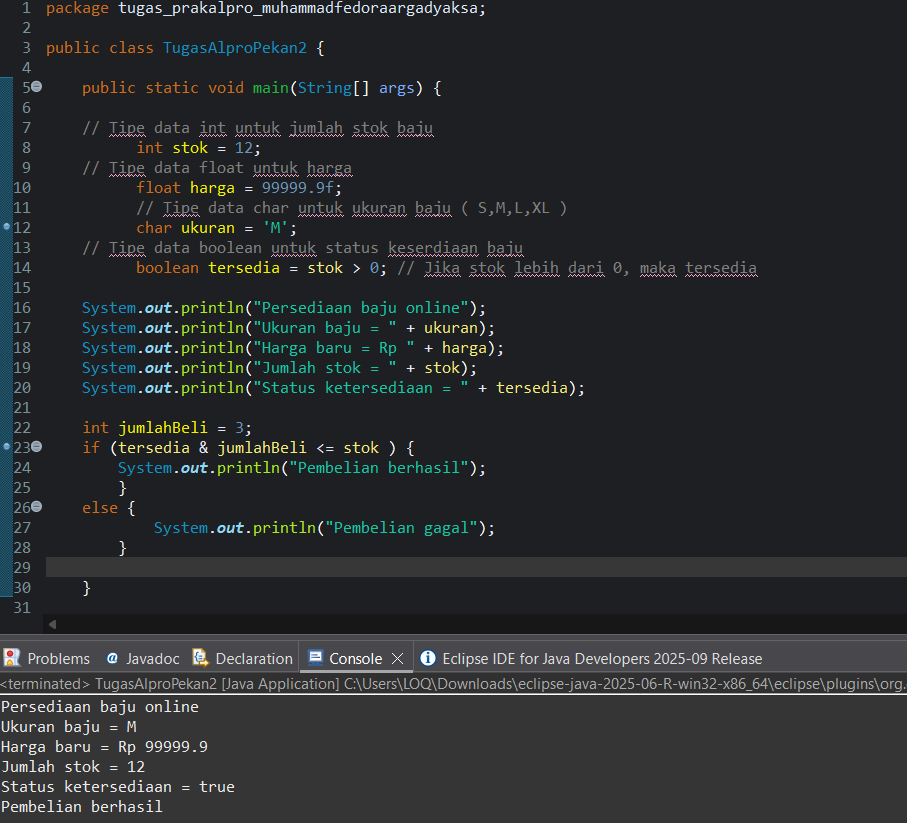 1 package tugas_prakalpro_muhammadfedoraargadyaksa;
2
3 public class TugasAlproPekan2 {
4
5 public static void main(String[] args) {
6
7 // Tipe data int untuk jumlah stok baju
8 int stok = 12;
9 // Tipe data float untuk harga
10 float harga = 99999.9f;
11 // Tipe data char untuk ukuran baju ( S,M,L,XL )
12 char ukuran = 'M';
13 // Tipe data boolean untuk status keserdiaan baju
14 boolean tersedia = stok > 0; // Jika stok lebih dari 0, maka tersedia
15
16 System.out.println("Persediaan baju online");
17 System.out.println("Ukuran baju = " + ukuran);
18 System.out.println("Harga baru = Rp " + harga);
19 System.out.println("Jumlah stok = " + stok);
20 System.out.println("Status ketersediaan = " + tersedia);
21
22 int jumlahBeli = 3;
23 if (tersedia & jumlahBeli <= stok ) {
24 System.out.println("Pembelian berhasil");
25 }
26 else {
27 System.out.println("Pembelian gagal");
28 }
29
30 }
31
Problems @ Javadoc Declaration Console Eclipse IDE for Java Developers 2025-09 Release
<terminated> TugasAlproPekan2 [Java Application] C:\Users\LOQ\Downloads\eclipse-java-2025-06-R-win32-x86_64\eclipse\plugins\org.
Persediaan baju online
Ukuran baju = M
Harga baru = Rp 99999.9
Jumlah stok = 12
Status ketersediaan = true
Pembelian berhasil